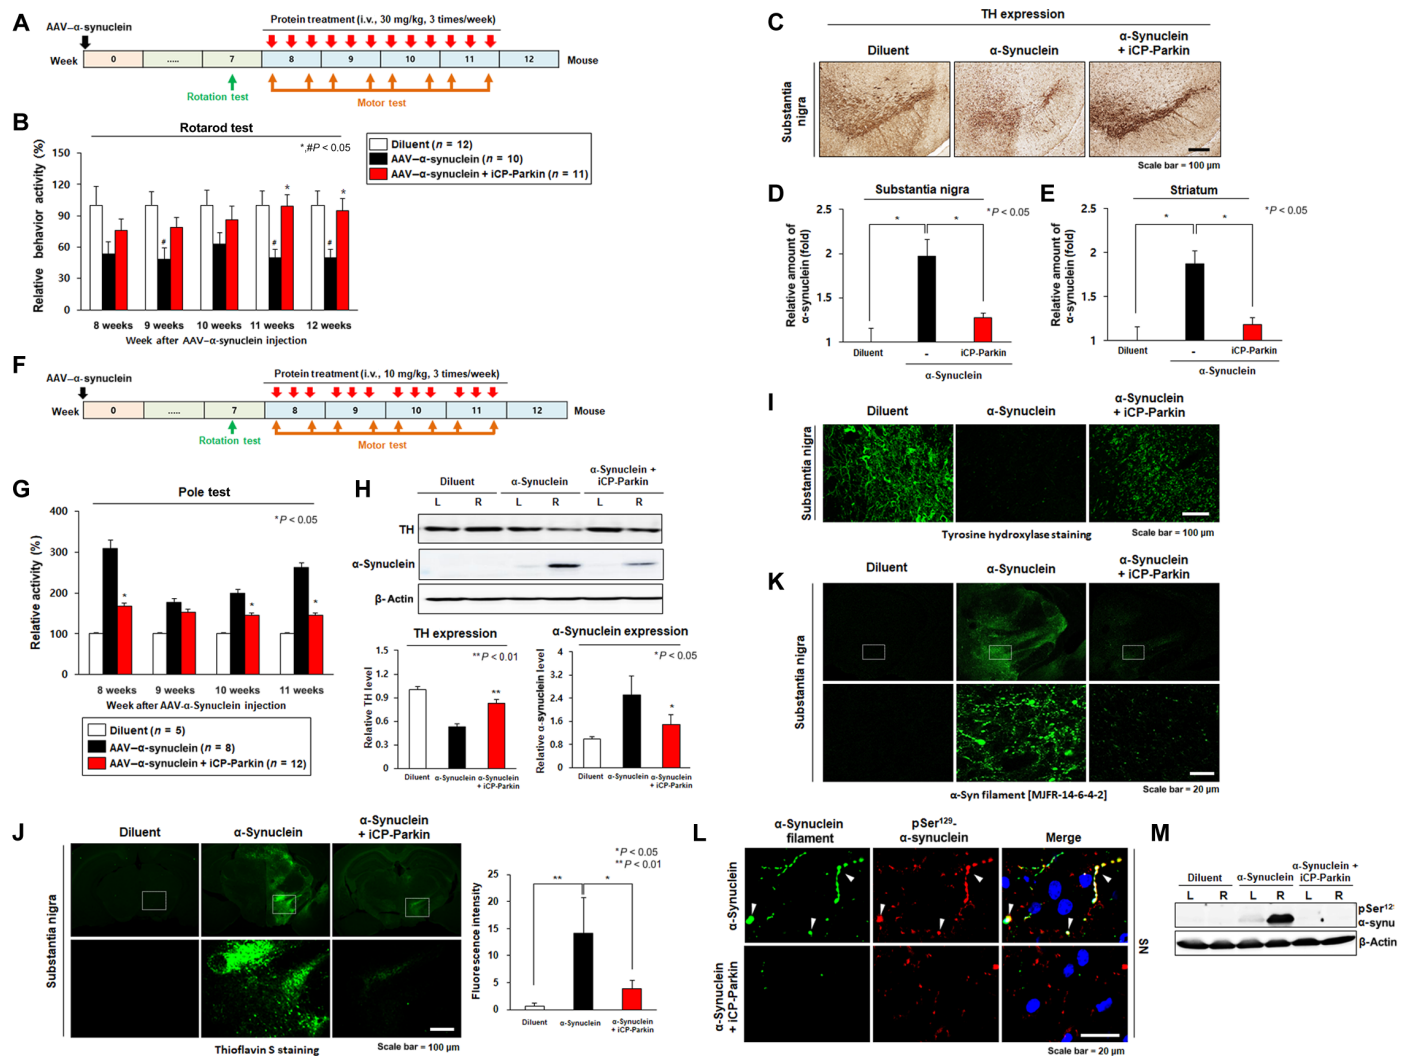 A
AAV–α-synuclein
Protein treatment (i.v., 30 mg/kg, 3 times/week)
Week
0
.....
7
8
9
10
11
12
Mouse
Rotation test
Motor test
B
Rotarod test
*,#P < 0.05
Diluent (n = 12)
AAV–α-synuclein (n = 10)
AAV–α-synuclein + iCP-Parkin (n = 11)
Relative behavior activity (%)
150
120
90
60
30
0
#
#
*
#
*
8 weeks
9 weeks
10 weeks
11 weeks
12 weeks
Week after AAV–α-synuclein injection
C
TH expression
Diluent
α-Synuclein
α-Synuclein
+ iCP-Parkin
Substantia
nigra
Scale bar = 100 µm
D
Substantia nigra
*P < 0.05
Relative amount of
α-synuclein (fold)
2.5
2
1.5
1
*
*
Diluent
-
iCP-Parkin
α-Synuclein
E
Striatum
*P < 0.05
Relative amount of
α-synuclein (fold)
2.5
2
1.5
1
*
*
Diluent
-
iCP-Parkin
α-Synuclein
F
AAV–α-synuclein
Protein treatment (i.v., 10 mg/kg, 3 times/week)
Week
0
.....
7
8
9
10
11
12
Mouse
Rotation test
Motor test
G
Pole test
*P < 0.05
Relative activity (%)
400
300
200
100
0
*
*
*
8 weeks
9 weeks
10 weeks
11 weeks
Week after AAV-α-Synuclein injection
Diluent (n = 5)
AAV–α-synuclein (n = 8)
AAV–α-synuclein + iCP-Parkin (n = 12)
H
Diluent
α-Synuclein
α-Synuclein +
iCP-Parkin
L
R
L
R
L
R
TH
α-Synuclein
β-Actin
TH expression
**P < 0.01
Relative TH level
1.5
1.2
0.9
0.6
0.3
0
**
Diluent
α-Synuclein
α-Synuclein
+ iCP-Parkin
α-Synuclein expression
*P < 0.05
Relative α-synuclein level
4
3.2
2.4
1.6
0.8
0
*
Diluent
α-Synuclein
α-Synuclein
+ iCP-Parkin
I
Diluent
α-Synuclein
α-Synuclein
+ iCP-Parkin
Substantia nigra
Tyrosine hydroxylase staining
Scale bar = 100 µm
K
Diluent
α-Synuclein
α-Synuclein
+ iCP-Parkin
Substantia nigra
α-Syn filament [MJFR-14-6-4-2]
Scale bar = 20 µm
J
Diluent
α-Synuclein
α-Synuclein
+ iCP-Parkin
Substantia nigra
Thioflavin S staining
Scale bar = 100 µm
*P < 0.05
**P < 0.01
Fluorescence intensity
25
20
15
10
5
0
**
*
Diluent
α-Synuclein
α-Synuclein
+ iCP-Parkin
L
α-Synuclein
filament
pSer129-
α-synuclein
Merge
α-Synuclein
α-Synuclein
+ iCP-Parkin
SN
Scale bar = 20 µm
M
Diluent
α-Synuclein
α-Synuclein +
iCP-Parkin
L
R
L
R
L
R
pSer12
α-synu
β-Actin